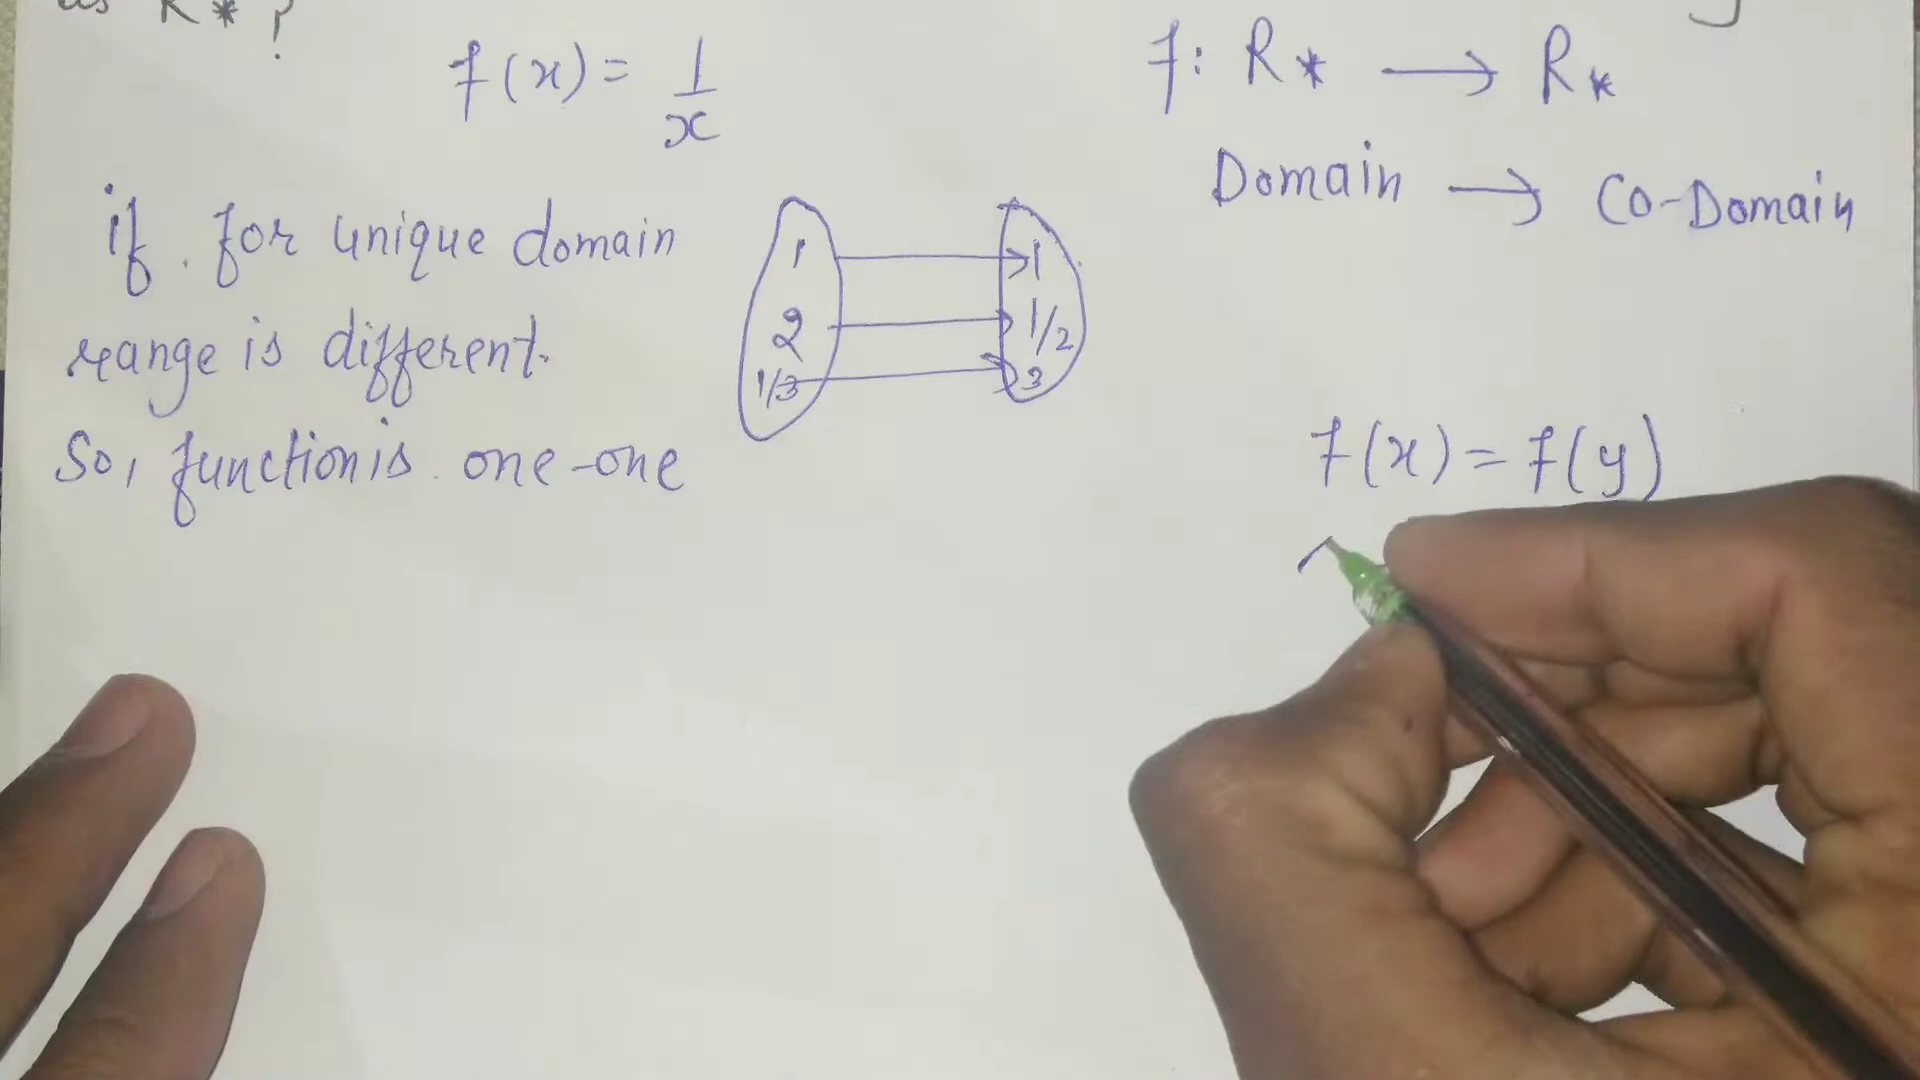 as R* ?
f(x) = 1/x
f: R* → R*
Domain → Co-Domain
if for unique domain
range is different.
So, function is one-one
1 → 1
2 → 1/2
1/3 → 3
f(x) = f(y)